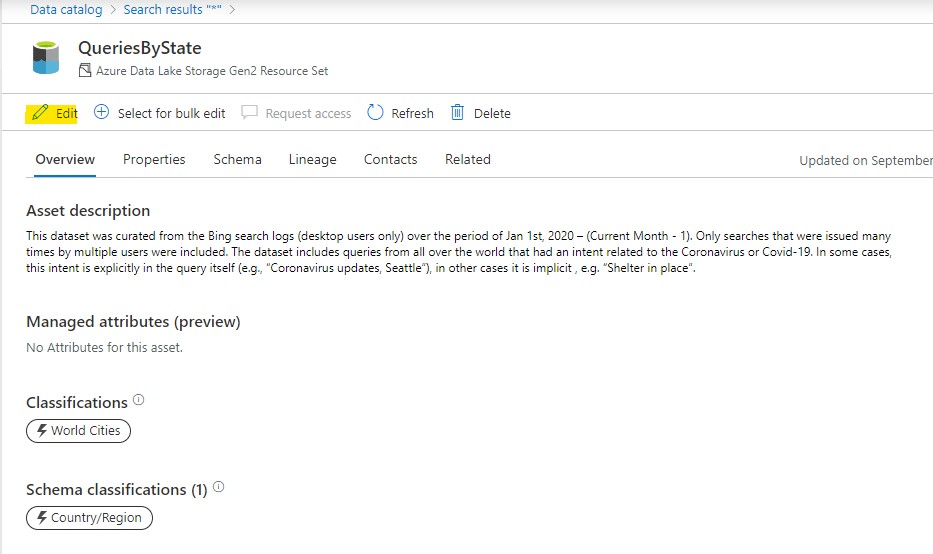 Data catalog > Search results "*" >
QueriesByState
Azure Data Lake Storage Gen2 Resource Set
Edit Select for bulk edit Request access Refresh Delete
Overview Properties Schema Lineage Contacts Related Updated on September
Asset description
This dataset was curated from the Bing search logs (desktop users only) over the period of Jan 1st, 2020 – (Current Month - 1). Only searches that were issued many
times by multiple users were included. The dataset includes queries from all over the world that had an intent related to the Coronavirus or Covid-19. In some cases,
this intent is explicitly in the query itself (e.g., “Coronavirus updates, Seattle”), in other cases it is implicit , e.g. “Shelter in place”.
Managed attributes (preview)
No Attributes for this asset.
Classifications
World Cities
Schema classifications (1)
Country/Region